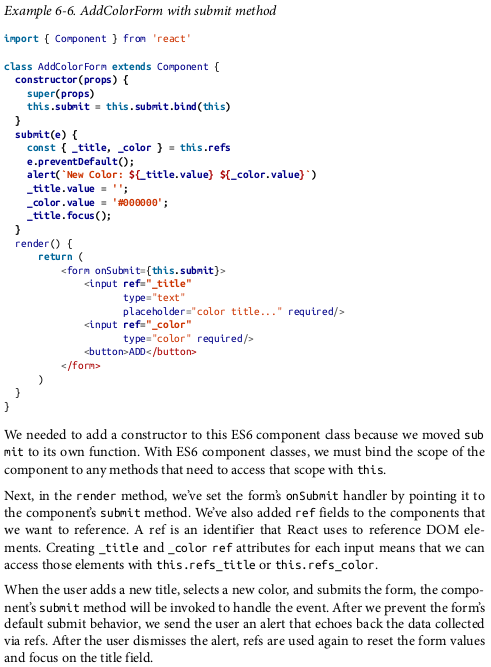 Example 6-6. AddColorForm with submit method
import { Component } from 'react'
class AddColorForm extends Component {
constructor(props) {
super(props)
this.submit = this.submit.bind(this)
}
submit(e) {
const { _title, _color } = this.refs
e.preventDefault();
alert(`New Color: ${_title.value} ${_color.value}`)
_title.value = '';
_color.value = '#000000';
_title.focus();
}
render() {
return (
<form onSubmit={this.submit}>
<input ref="_title"
type="text"
placeholder="color title..." required/>
<input ref="_color"
type="color" required/>
<button>ADD</button>
</form>
)
}
}
We needed to add a constructor to this ES6 component class because we moved sub
mit to its own function. With ES6 component classes, we must bind the scope of the
component to any methods that need to access that scope with this.
Next, in the render method, we've set the form's onSubmit handler by pointing it to
the component's submit method. We've also added ref fields to the components that
we want to reference. A ref is an identifier that React uses to reference DOM ele-
ments. Creating _title and _color ref attributes for each input means that we can
access those elements with this.refs_title or this.refs_color.
When the user adds a new title, selects a new color, and submits the form, the compo-
nent's submit method will be invoked to handle the event. After we prevent the form's
default submit behavior, we send the user an alert that echoes back the data collected
via refs. After the user dismisses the alert, refs are used again to reset the form values
and focus on the title field.